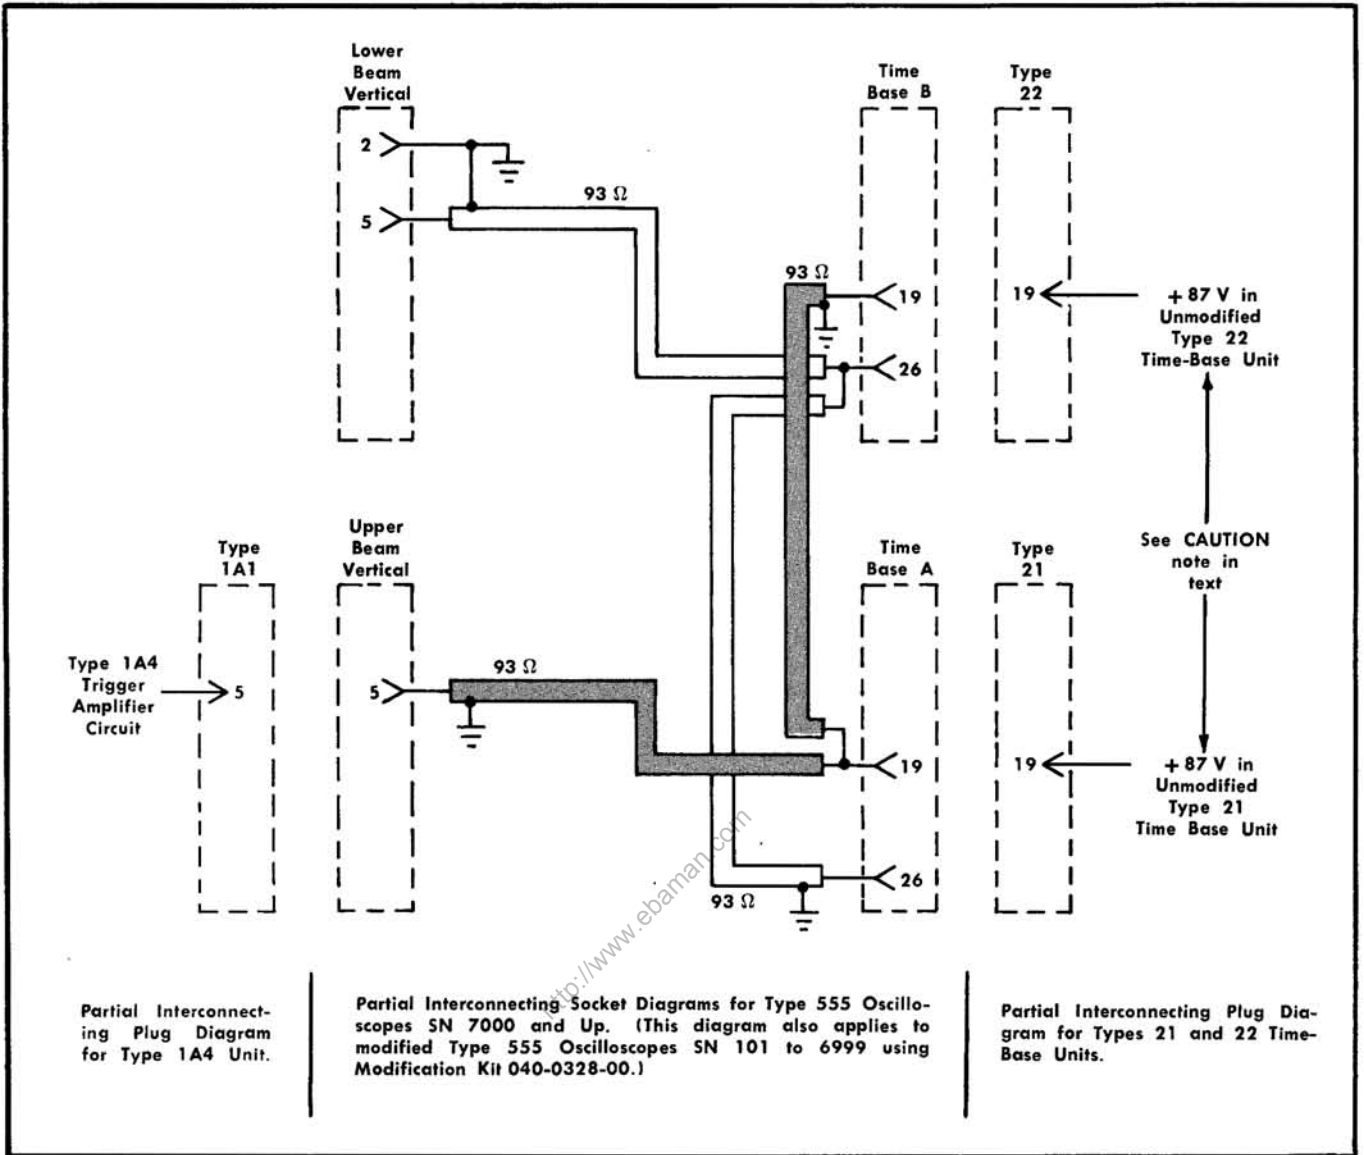 Lower
Beam
Vertical
Time
Base B
Type
22
2
93 Ω
5
93 Ω
19
19
+87 V in
Unmodified
Type 22
Time-Base Unit
26
Upper
Beam
Vertical
Type
1A1
Time
Base A
Type
21
See CAUTION
note in
text
Type 1A4
Trigger
Amplifier
Circuit
5
5
93 Ω
19
19
+87 V in
Unmodified
Type 21
Time Base Unit
26
93 Ω
http://www.ebaman.com
Partial Interconnect-
ing Plug Diagram
for Type 1A4 Unit.
Partial Interconnecting Socket Diagrams for Type 555 Oscillo-
scopes SN 7000 and Up. (This diagram also applies to
modified Type 555 Oscilloscopes SN 101 to 6999 using
Modification Kit 040-0328-00.)
Partial Interconnecting Plug Dia-
gram for Types 21 and 22 Time-
Base Units.